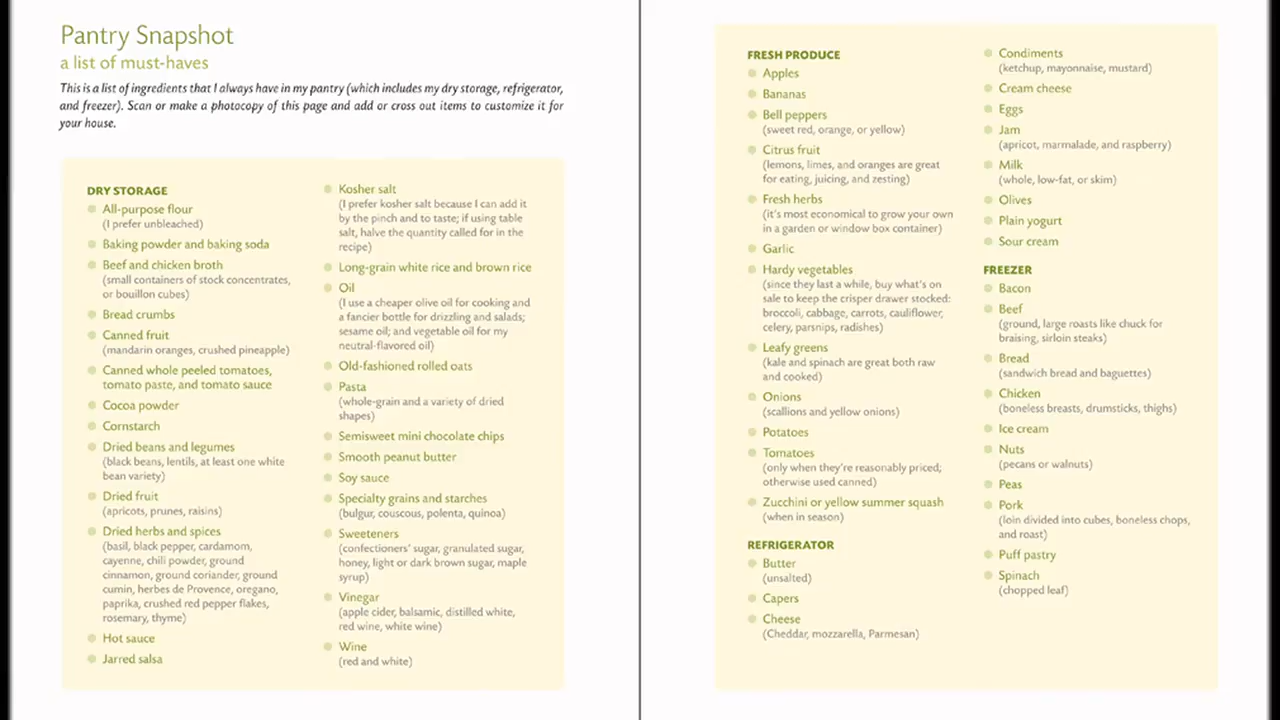 Pantry Snapshot
a list of must-haves
This is a list of ingredients that I always have in my pantry (which includes my dry storage, refrigerator,
and freezer). Scan or make a photocopy of this page and add or cross out items to customize it for
your house.
DRY STORAGE
All-purpose flour
(I prefer unbleached)
Baking powder and baking soda
Beef and chicken broth
(small containers of stock concentrates,
or bouillon cubes)
Bread crumbs
Canned fruit
(mandarin oranges, crushed pineapple)
Canned whole peeled tomatoes,
tomato paste, and tomato sauce
Cocoa powder
Cornstarch
Dried beans and legumes
(black beans, lentils, at least one white
bean variety)
Dried fruit
(apricots, prunes, raisins)
Dried herbs and spices
(basil, black pepper, cardamom,
cayenne, chili powder, ground
cinnamon, ground coriander, ground
cumin, herbes de Provence, oregano,
paprika, crushed red pepper flakes,
rosemary, thyme)
Hot sauce
Jarred salsa
Kosher salt
(I prefer kosher salt because I can add it
by the pinch and to taste; if using table
salt, halve the quantity called for in the
recipe)
Long-grain white rice and brown rice
Oil
(I use a cheaper olive oil for cooking and
a fancier bottle for drizzling and salads;
sesame oil; and vegetable oil for my
neutral-flavored oil)
Old-fashioned rolled oats
Pasta
(whole-grain and a variety of dried
shapes)
Semisweet mini chocolate chips
Smooth peanut butter
Soy sauce
Specialty grains and starches
(bulgur, couscous, polenta, quinoa)
Sweeteners
(confectioners' sugar, granulated sugar,
honey, light or dark brown sugar, maple
syrup)
Vinegar
(apple cider, balsamic, distilled white,
red wine, white wine)
Wine
(red and white)
FRESH PRODUCE
Apples
Bananas
Bell peppers
(sweet red, orange, or yellow)
Citrus fruit
(lemons, limes, and oranges are great
for eating, juicing, and zesting)
Fresh herbs
(it's most economical to grow your own
in a garden or window box container)
Garlic
Hardy vegetables
(since they last a while, buy what's on
sale to keep the crisper drawer stocked:
broccoli, cabbage, carrots, cauliflower,
celery, parsnips, radishes)
Leafy greens
(kale and spinach are great both raw
and cooked)
Onions
(scallions and yellow onions)
Potatoes
Tomatoes
(only when they're reasonably priced;
otherwise used canned)
Zucchini or yellow summer squash
(when in season)
REFRIGERATOR
Butter
(unsalted)
Capers
Cheese
(Cheddar, mozzarella, Parmesan)
Condiments
(ketchup, mayonnaise, mustard)
Cream cheese
Eggs
Jam
(apricot, marmalade, and raspberry)
Milk
(whole, low-fat, or skim)
Olives
Plain yogurt
Sour cream
FREEZER
Bacon
Beef
(ground, large roasts like chuck for
braising, sirloin steaks)
Bread
(sandwich bread and baguettes)
Chicken
(boneless breasts, drumsticks, thighs)
Ice cream
Nuts
(pecans or walnuts)
Peas
Pork
(loin divided into cubes, boneless chops,
and roast)
Puff pastry
Spinach
(chopped leaf)